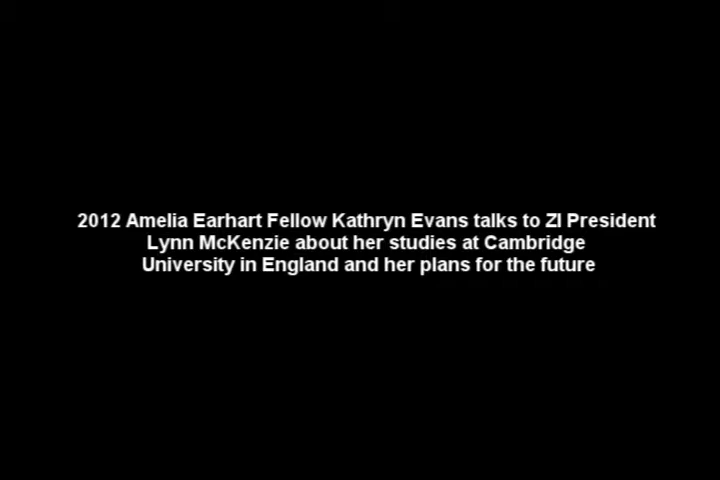 2012 Amelia Earhart Fellow Kathryn Evans talks to ZI President
Lynn McKenzie about her studies at Cambridge
University in England and her plans for the future